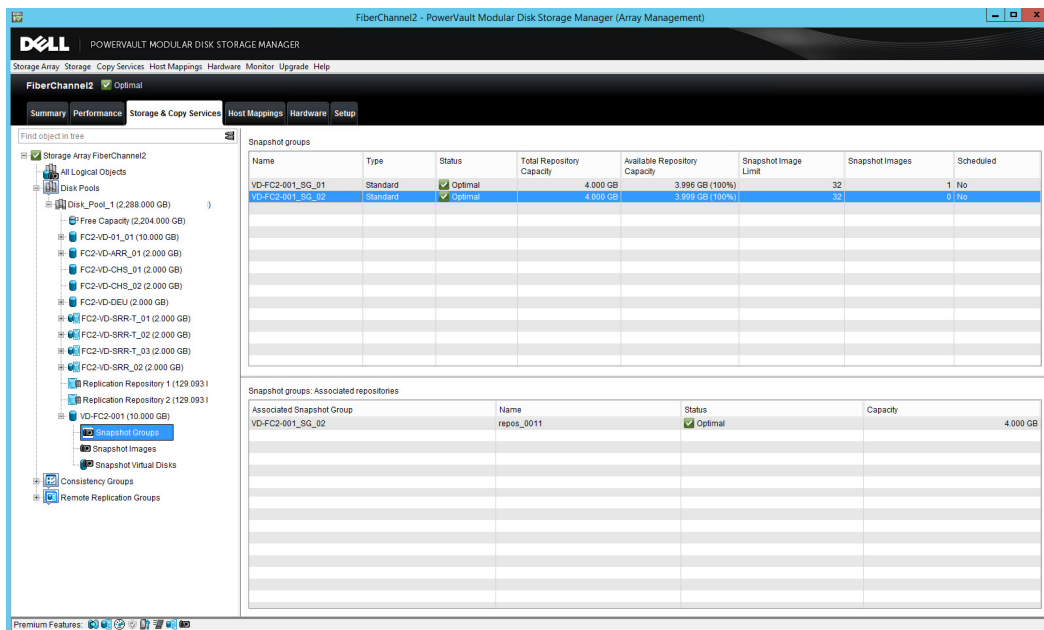 FiberChannel2 - PowerVault Modular Disk Storage Manager (Array Management)
DELL POWERVAULT MODULAR DISK STORAGE MANAGER
Storage Array Storage Copy Services Host Mappings Hardware Monitor Upgrade Help
FiberChannel2 Optimal
Summary Performance Storage & Copy Services Host Mappings Hardware Setup
Find object in tree
Storage Array FiberChannel2
All Logical Objects
Disk Pools
Disk_Pool_1 (2,288.000 GB) )
Free Capacity (2,204.000 GB)
FC2-VD-01_01 (10.000 GB)
FC2-VD-ARR_01 (2.000 GB)
FC2-VD-CHS_01 (2.000 GB)
FC2-VD-CHS_02 (2.000 GB)
FC2-VD-DEU (2.000 GB)
FC2-VD-SRR-T_01 (2.000 GB)
FC2-VD-SRR-T_02 (2.000 GB)
FC2-VD-SRR-T_03 (2.000 GB)
FC2-VD-SRR_02 (2.000 GB)
Replication Repository 1 (129.093 I
Replication Repository 2 (129.093 I
VD-FC2-001 (10.000 GB)
Snapshot Groups
Snapshot Images
Snapshot Virtual Disks
Consistency Groups
Remote Replication Groups
Snapshot groups
Name Type Status Total Repository Capacity Available Repository Capacity Snapshot Image Limit Snapshot Images Scheduled
VD-FC2-001_SG_01 Standard Optimal 4.000 GB 3.996 GB (100%) 32 1 No
VD-FC2-001_SG_02 Standard Optimal 4.000 GB 3.999 GB (100%) 32 0 No
Snapshot groups: Associated repositories
Associated Snapshot Group Name Status Capacity
VD-FC2-001_SG_02 repos_0011 Optimal 4.000 GB
Premium Features: